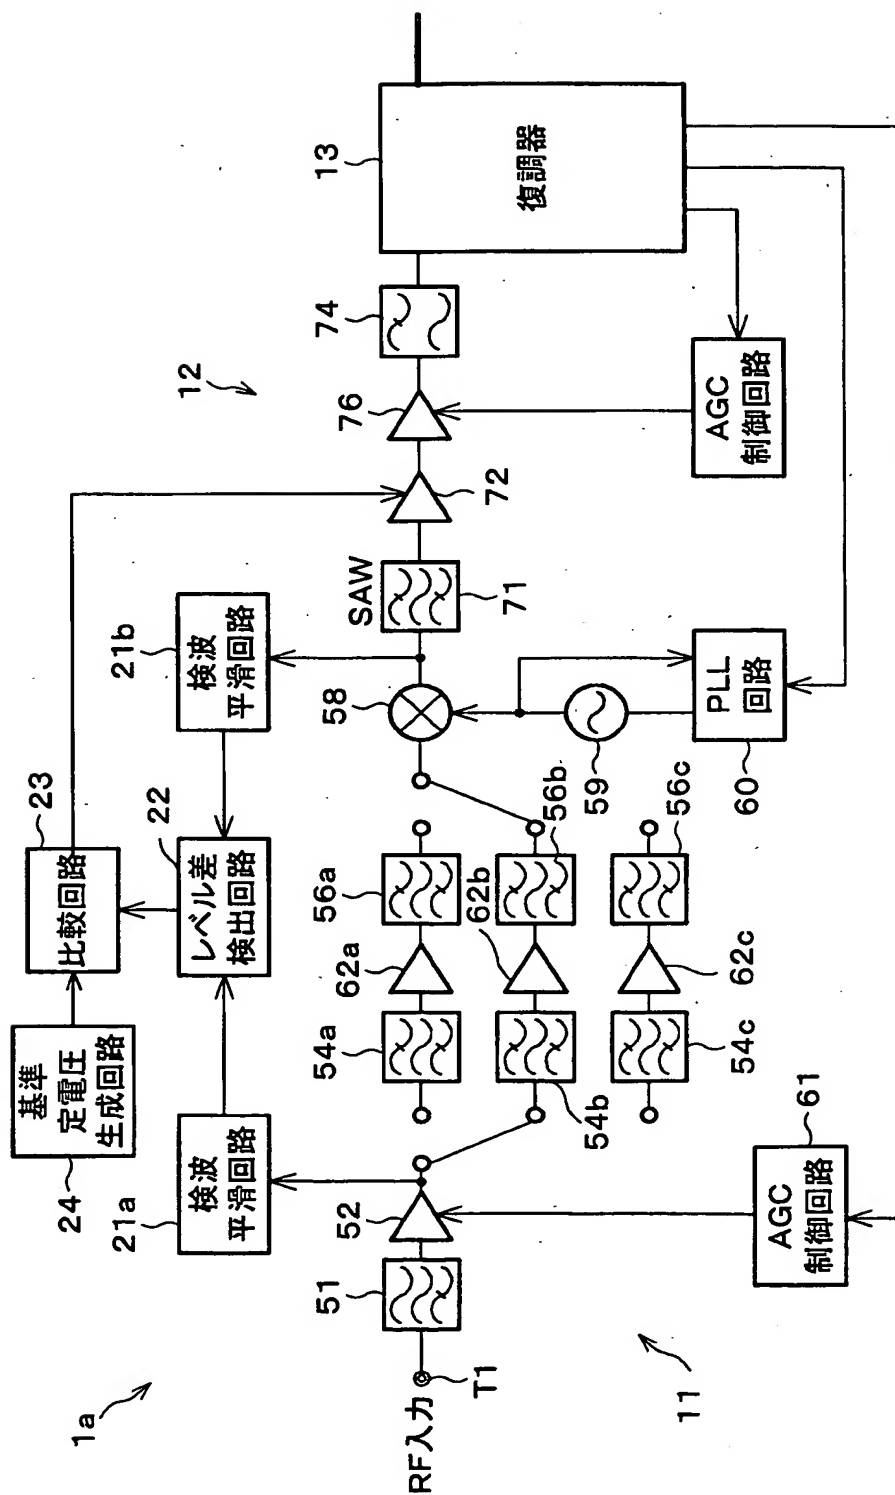 1a
RF入力
T1
11
51
52
21a
検波
平滑回路
24
基準
定電圧
生成回路
23
比較回路
22
レベル差
検出回路
21b
検波
平滑回路
54a
62a
56a
54b
62b
56b
54c
62c
56c
61
AGC
制御回路
58
59
60
PLL
回路
SAW
71
72
76
12
74
13
復調器
AGC
制御回路